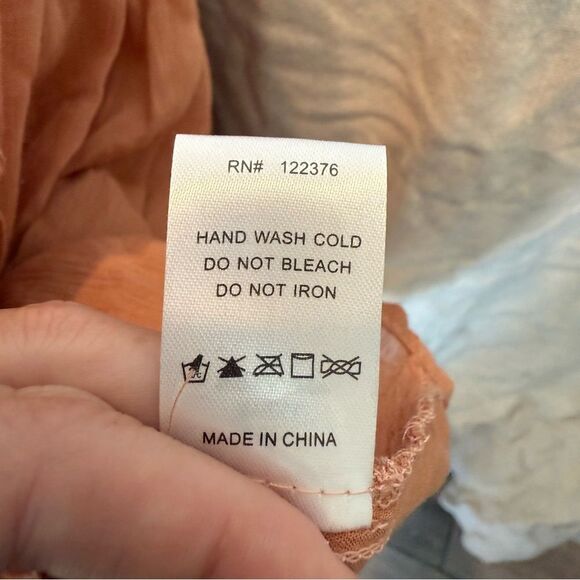 RN# 122376
HAND WASH COLD
DO NOT BLEACH
DO NOT IRON
MADE IN CHINA